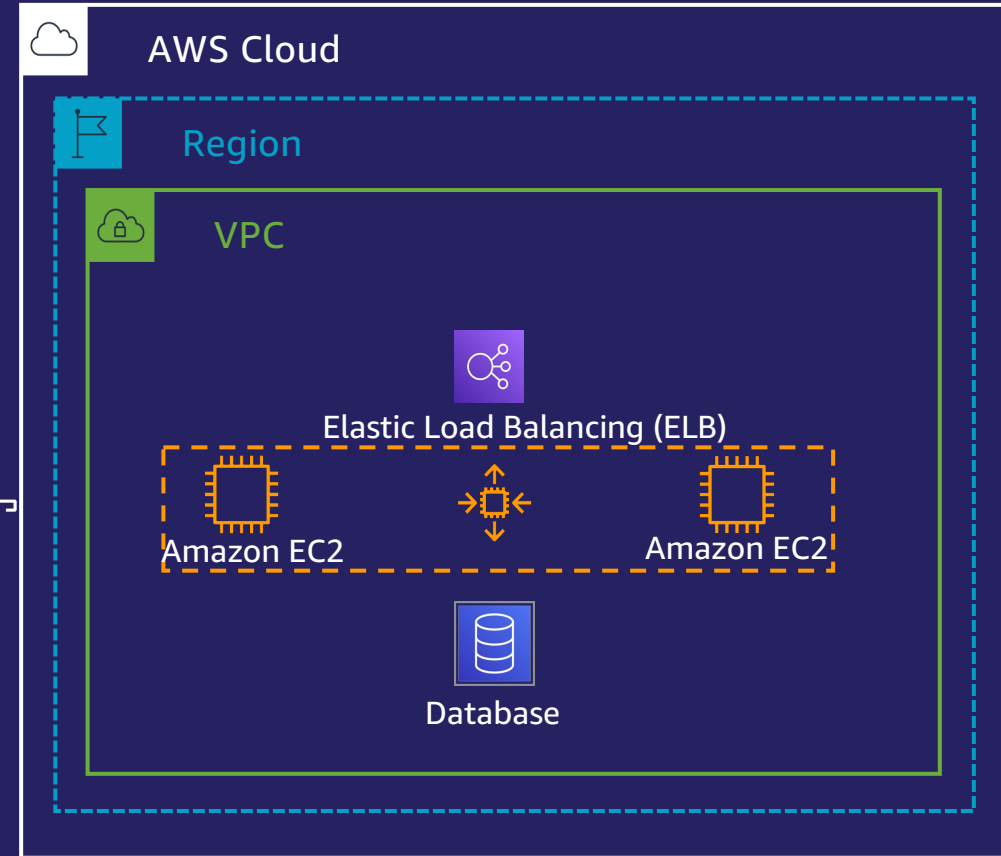 AWS Cloud
Region
VPC
Elastic Load Balancing (ELB)
Amazon EC2
Amazon EC2
Database